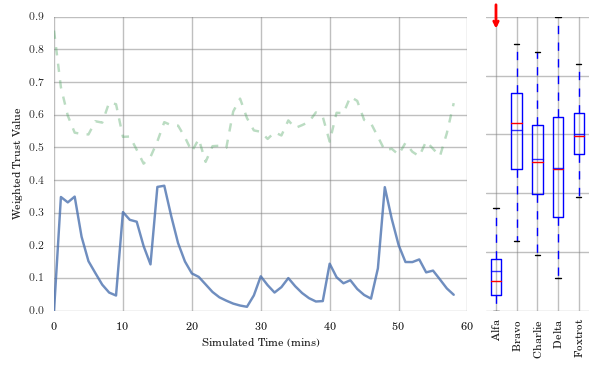 0.9
0.8
0.7
0.6
0.5
0.4
0.3
0.2
0.1
0.0
Weighted Trust Value
0 10 20 30 40 50 60
Simulated Time (mins)
Alfa
Bravo
Charlie
Delta
Foxtrot